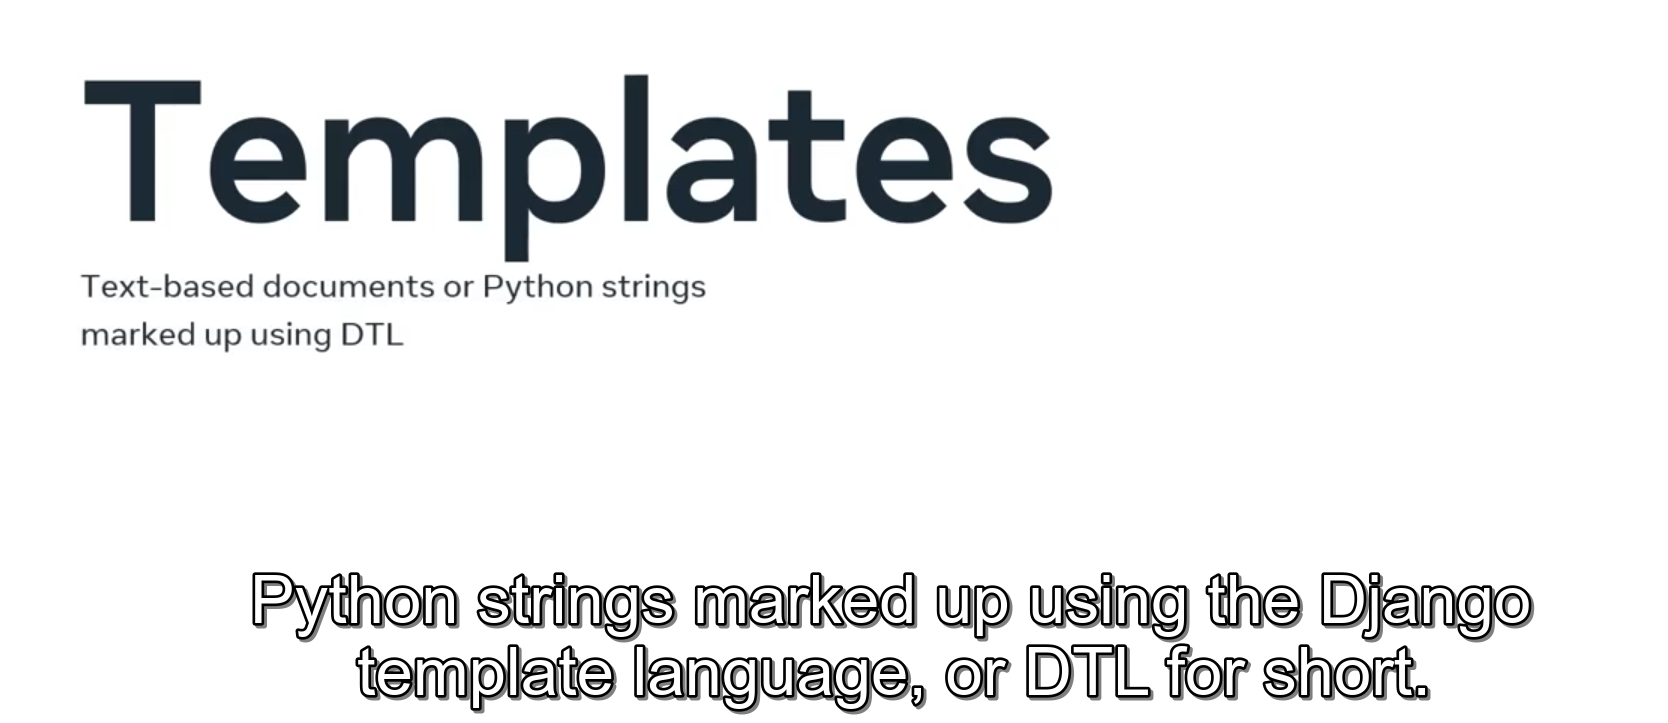 Templates
Text-based documents or Python strings
marked up using DTL
Python strings marked up using the Django
template language, or DTL for short.